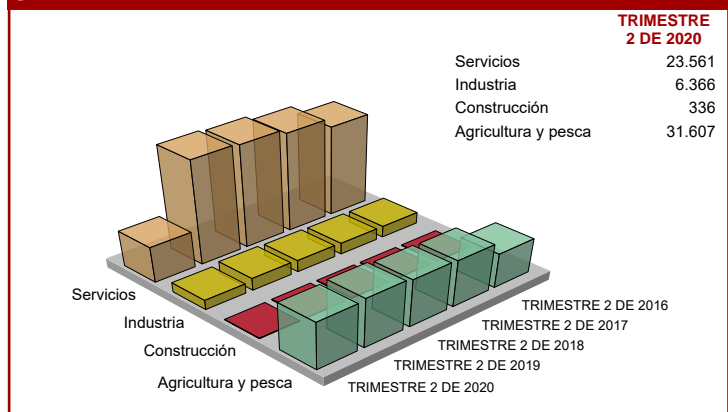 TRIMESTRE
2 DE 2020
Servicios 23.561
Industria 6.366
Construcción 336
Agricultura y pesca 31.607
Servicios
Industria
Construcción
Agricultura y pesca
TRIMESTRE 2 DE 2016
TRIMESTRE 2 DE 2017
TRIMESTRE 2 DE 2018
TRIMESTRE 2 DE 2019
TRIMESTRE 2 DE 2020